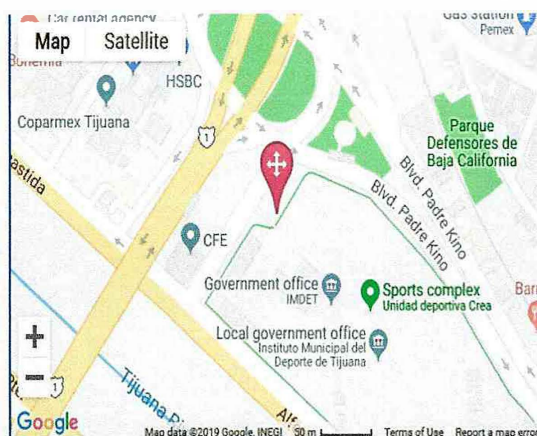 Car rental agency
Gas station
Pemex
Map
Satellite
Bohemia
HSBC
Coparmex Tijuana
1
Parque
Defensores de
Baja California
Blvd. Padre Kino
Blvd. Padre Kino
CFE
Government office
IMDET
Sports complex
Unidad deportiva Crea
Local government office
Instituto Municipal del
Deporte de Tijuana
+
−
1
Google
Map data ©2019 Google, INEGI
50 m
Terms of Use
Report a map error